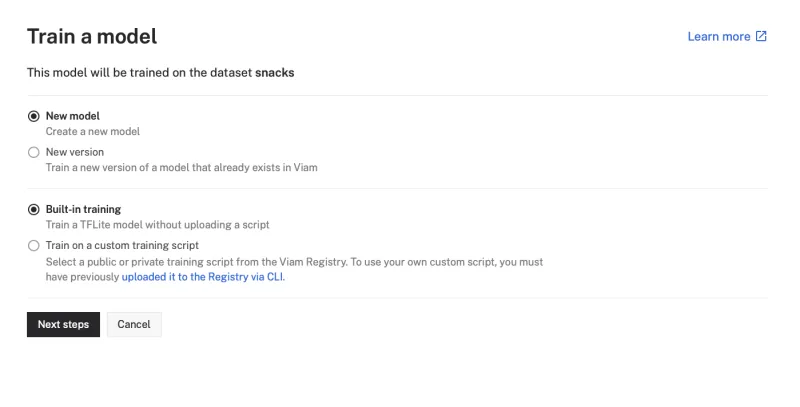 Train a model
Learn more
This model will be trained on the dataset snacks
New model
Create a new model
New version
Train a new version of a model that already exists in Viam
Built-in training
Train a TFLite model without uploading a script
Train on a custom training script
Select a public or private training script from the Viam Registry. To use your own custom script, you must
have previously uploaded it to the Registry via CLI.
Next steps
Cancel